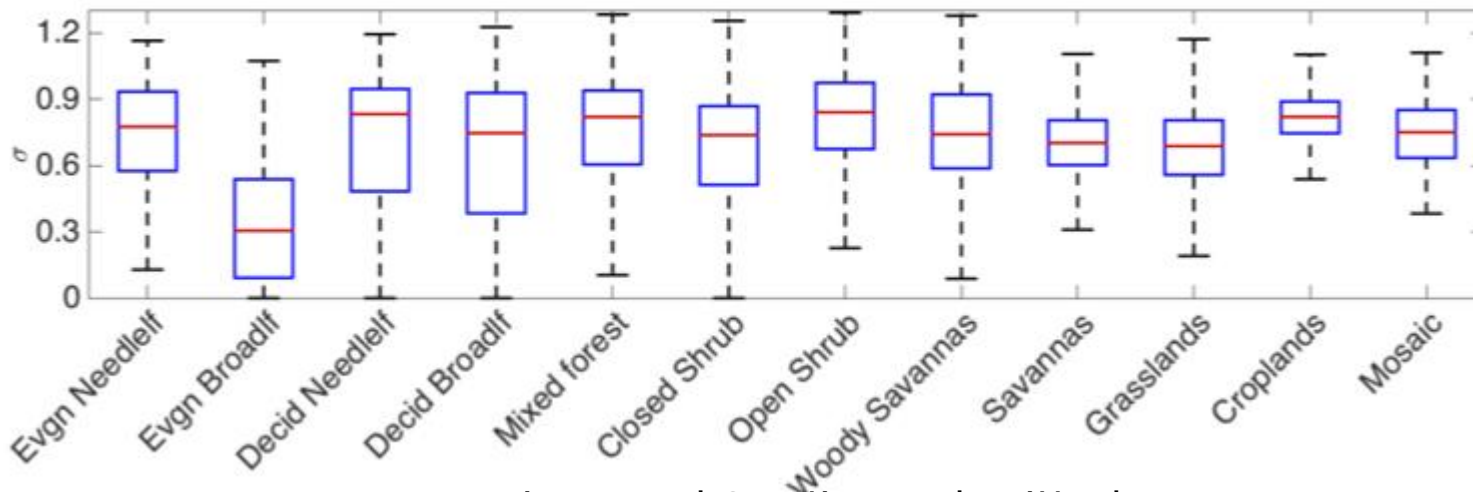 1.2
0.9
0.6
0.3
0
σ
Evgn Needlelf
Evgn Broadlf
Decid Needlelf
Decid Broadlf
Mixed forest
Closed Shrub
Open Shrub
Woody Savannas
Savannas
Grasslands
Croplands
Mosaic